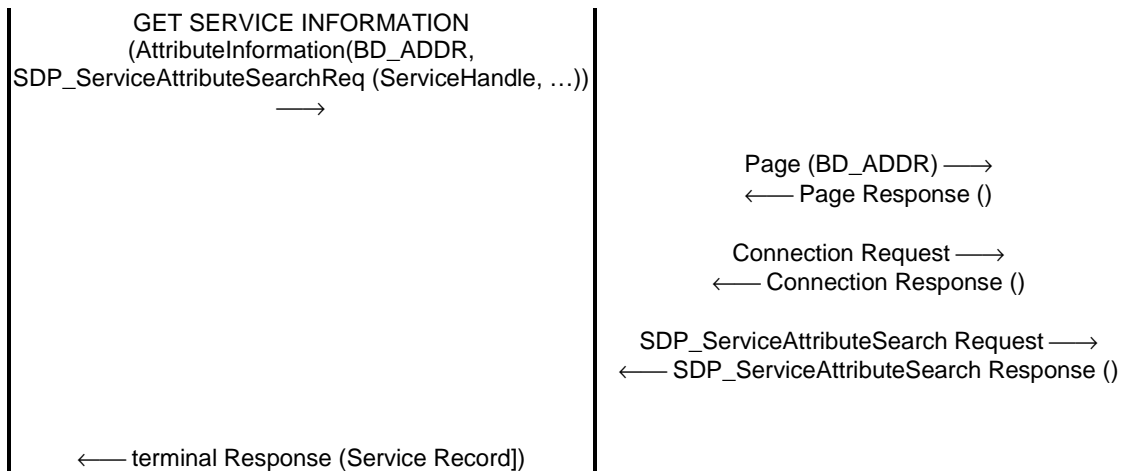 GET SERVICE INFORMATION
(AttributeInformation(BD_ADDR,
SDP_ServiceAttributeSearchReq (ServiceHandle, …))
⟶
Page (BD_ADDR) ⟶
⟵ Page Response ()
Connection Request ⟶
⟵ Connection Response ()
SDP_ServiceAttributeSearch Request ⟶
⟵ SDP_ServiceAttributeSearch Response ()
⟵ terminal Response (Service Record])